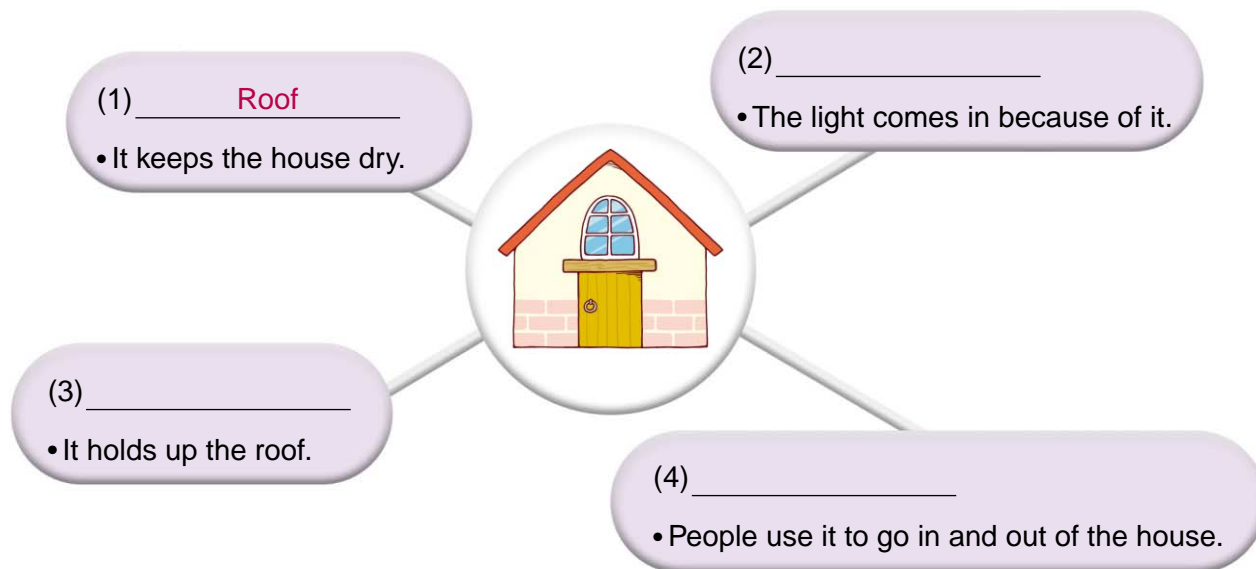 (1) Roof
• It keeps the house dry.
(2)
• The light comes in because of it.
(3)
• It holds up the roof.
(4)
• People use it to go in and out of the house.